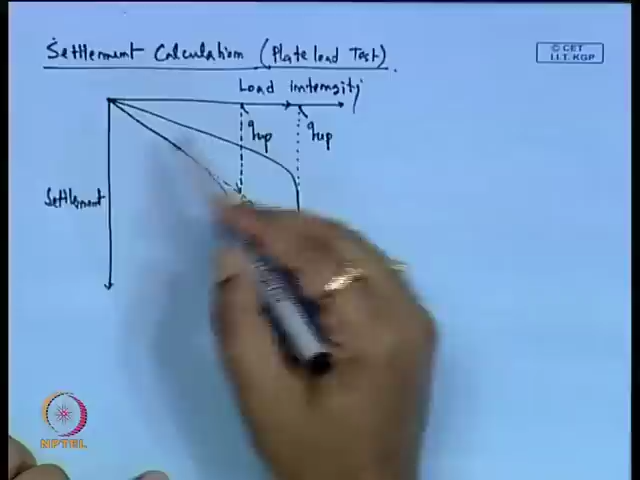 Settlement Calculation (Plate load Test)
© CET
I.I.T. KGP
Load intensity
qup qup
Settlement
NPTEL